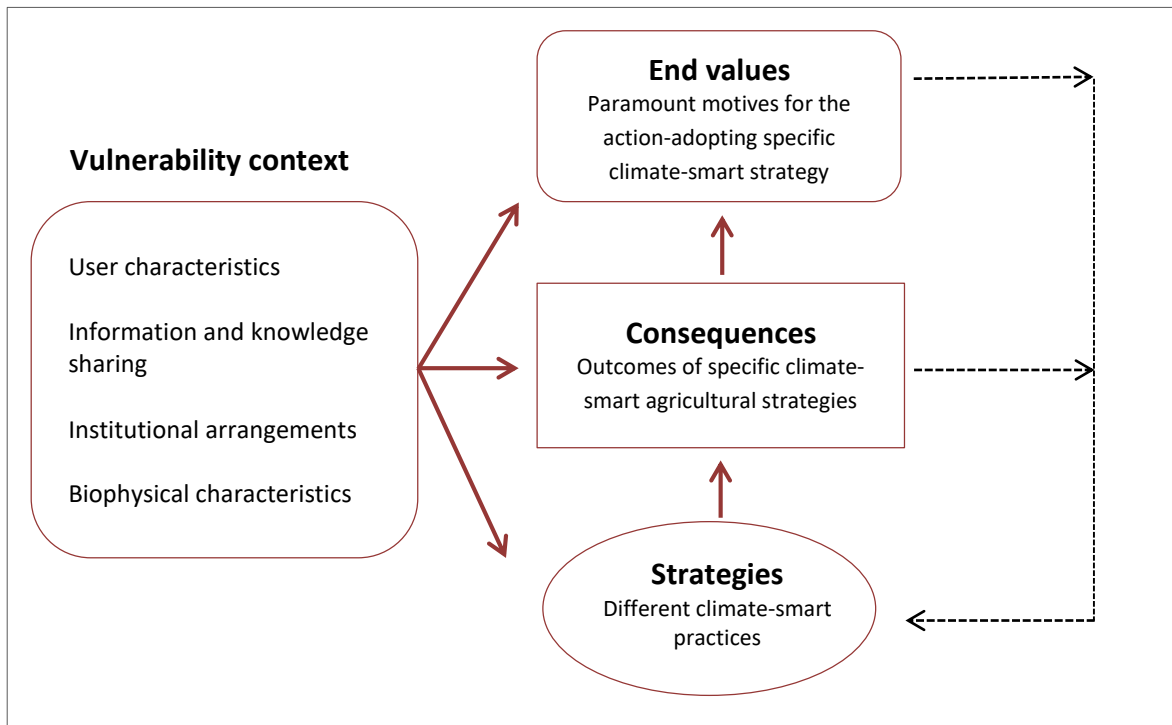 Vulnerability context
User characteristics
Information and knowledge
sharing
Institutional arrangements
Biophysical characteristics
End values
Paramount motives for the
action-adopting specific
climate-smart strategy
Consequences
Outcomes of specific climate-
smart agricultural strategies
Strategies
Different climate-smart
practices